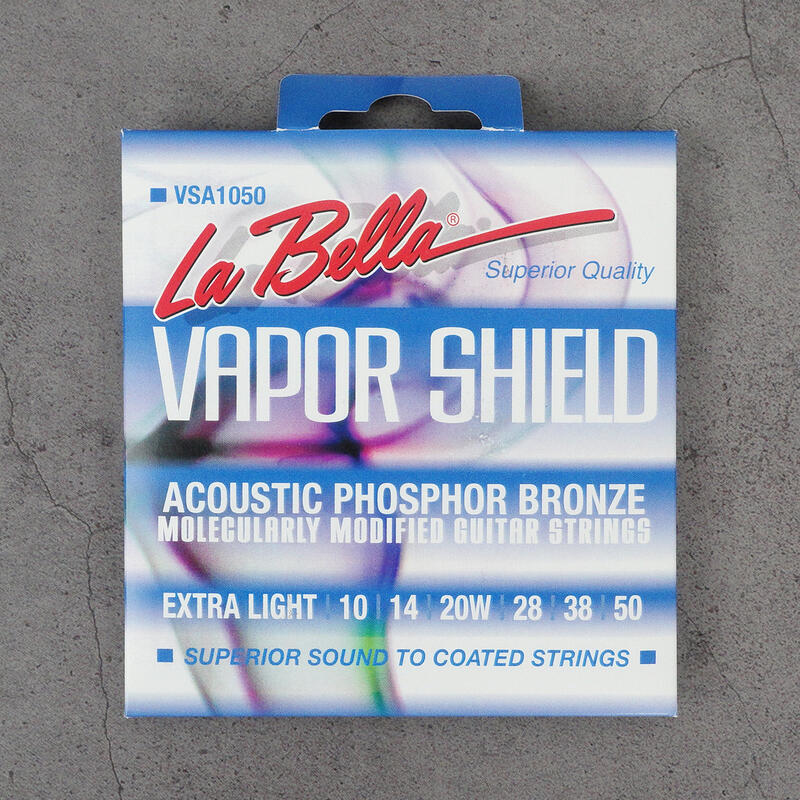 VSA1050
La Bella®
Superior Quality
VAPOR SHIELD
ACOUSTIC PHOSPHOR BRONZE
MOLECULARLY MODIFIED GUITAR STRINGS
EXTRA LIGHT | 10 | 14 | 20W | 28 | 38 | 50
SUPERIOR SOUND TO COATED STRINGS